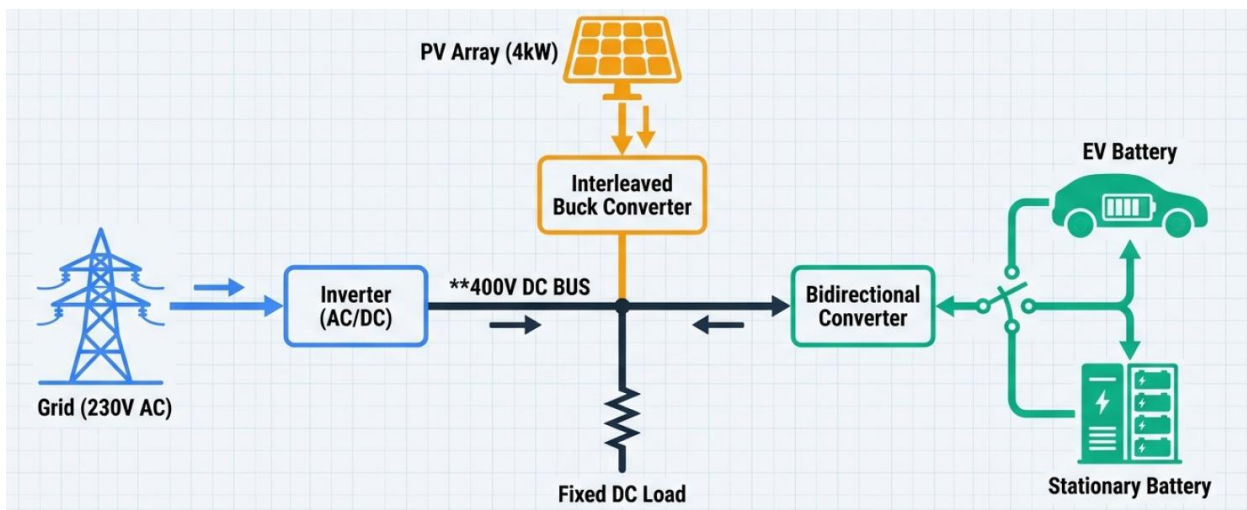 PV Array (4kW)
Interleaved
Buck Converter
EV Battery
**400V DC BUS
Inverter
(AC/DC)
Bidirectional
Converter
Grid (230V AC)
Fixed DC Load
Stationary Battery